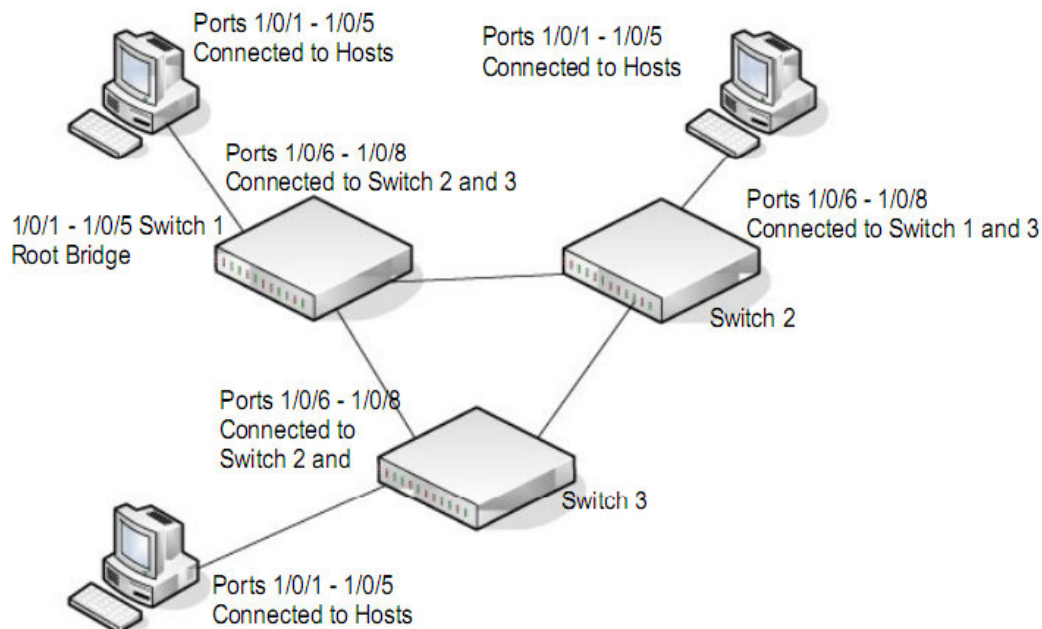 Ports 1/0/1 - 1/0/5
Connected to Hosts
Ports 1/0/1 - 1/0/5
Connected to Hosts
Ports 1/0/6 - 1/0/8
Connected to Switch 2 and 3
1/0/1 - 1/0/5 Switch 1
Root Bridge
Ports 1/0/6 - 1/0/8
Connected to Switch 1 and 3
Switch 2
Ports 1/0/6 - 1/0/8
Connected to
Switch 2 and
Switch 3
Ports 1/0/1 - 1/0/5
Connected to Hosts